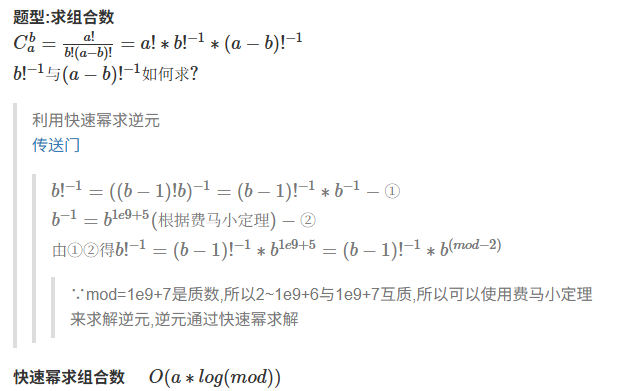 题型:求组合数
$C_a^b = \frac{a!}{b!(a-b)!} = a! * b!^{-1} * (a-b)!^{-1}$
$b!^{-1}$与$(a-b)!^{-1}$如何求?
利用快速幂求逆元
传送门
$b!^{-1} = ((b-1)!b)^{-1} = (b-1)!^{-1} * b^{-1} - ①$
$b^{-1} = b^{1e9+5}(根据费马小定理) - ②$
由①②得$b!^{-1} = (b-1)!^{-1} * b^{1e9+5} = (b-1)!^{-1} * b^{(mod-2)}$
∵mod=1e9+7是质数,所以2~1e9+6与1e9+7互质,所以可以使用费马小定理
来求解逆元,逆元通过快速幂求解
快速幂求组合数 $O(a * log(mod))$